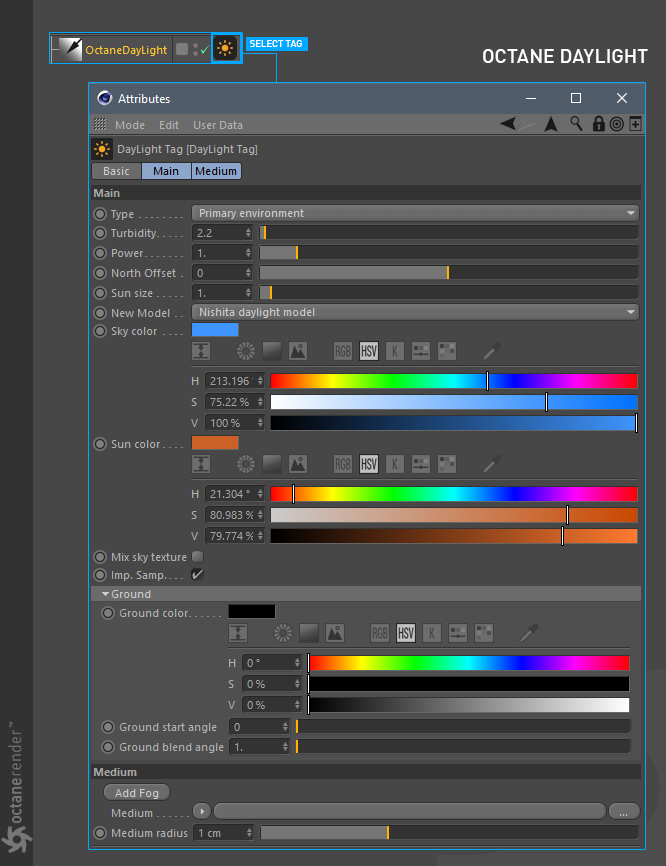 OctaneDayLight
SELECT TAG
OCTANE DAYLIGHT
Attributes
Mode Edit User Data
DayLight Tag [DayLight Tag]
Basic Main Medium
Main
Type . . . . . . . . Primary environment
Turbidity. . . . . 2.2
Power. . . . . . . 1.
North Offset . 0
Sun size . . . . 1.
New Model . . Nishita daylight model
Sky color . . . .
RGB HSV K
H 213.196 °
S 75.22 %
V 100 %
Sun color . . . .
RGB HSV K
H 21.304 °
S 80.983 %
V 79.774 %
Mix sky texture
Imp. Samp. . . .
Ground
Ground color. . . . . .
RGB HSV K
H 0 °
S 0 %
V 0 %
Ground start angle 0
Ground blend angle 1.
Medium
Add Fog
Medium . . . . . . ...
Medium radius 1 cm
octanerender™